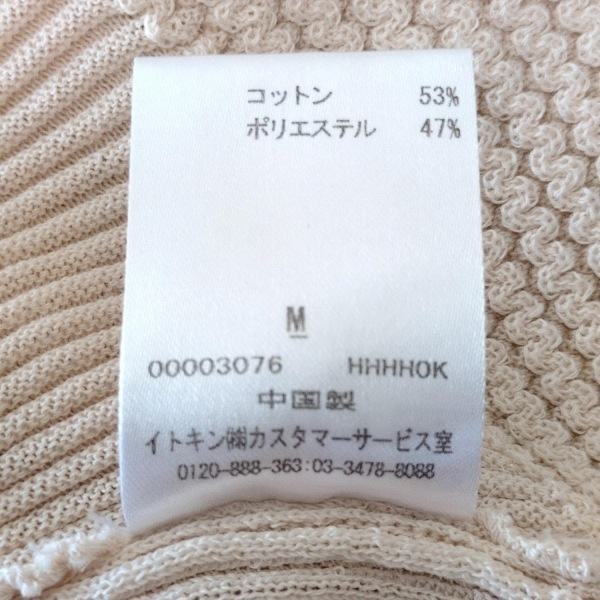 コットン 53%
ポリエステル 47%
M
00003076 HHHH0K
中国製
イトキン㈱カスタマーサービス室
0120-888-363:03-3478-8088